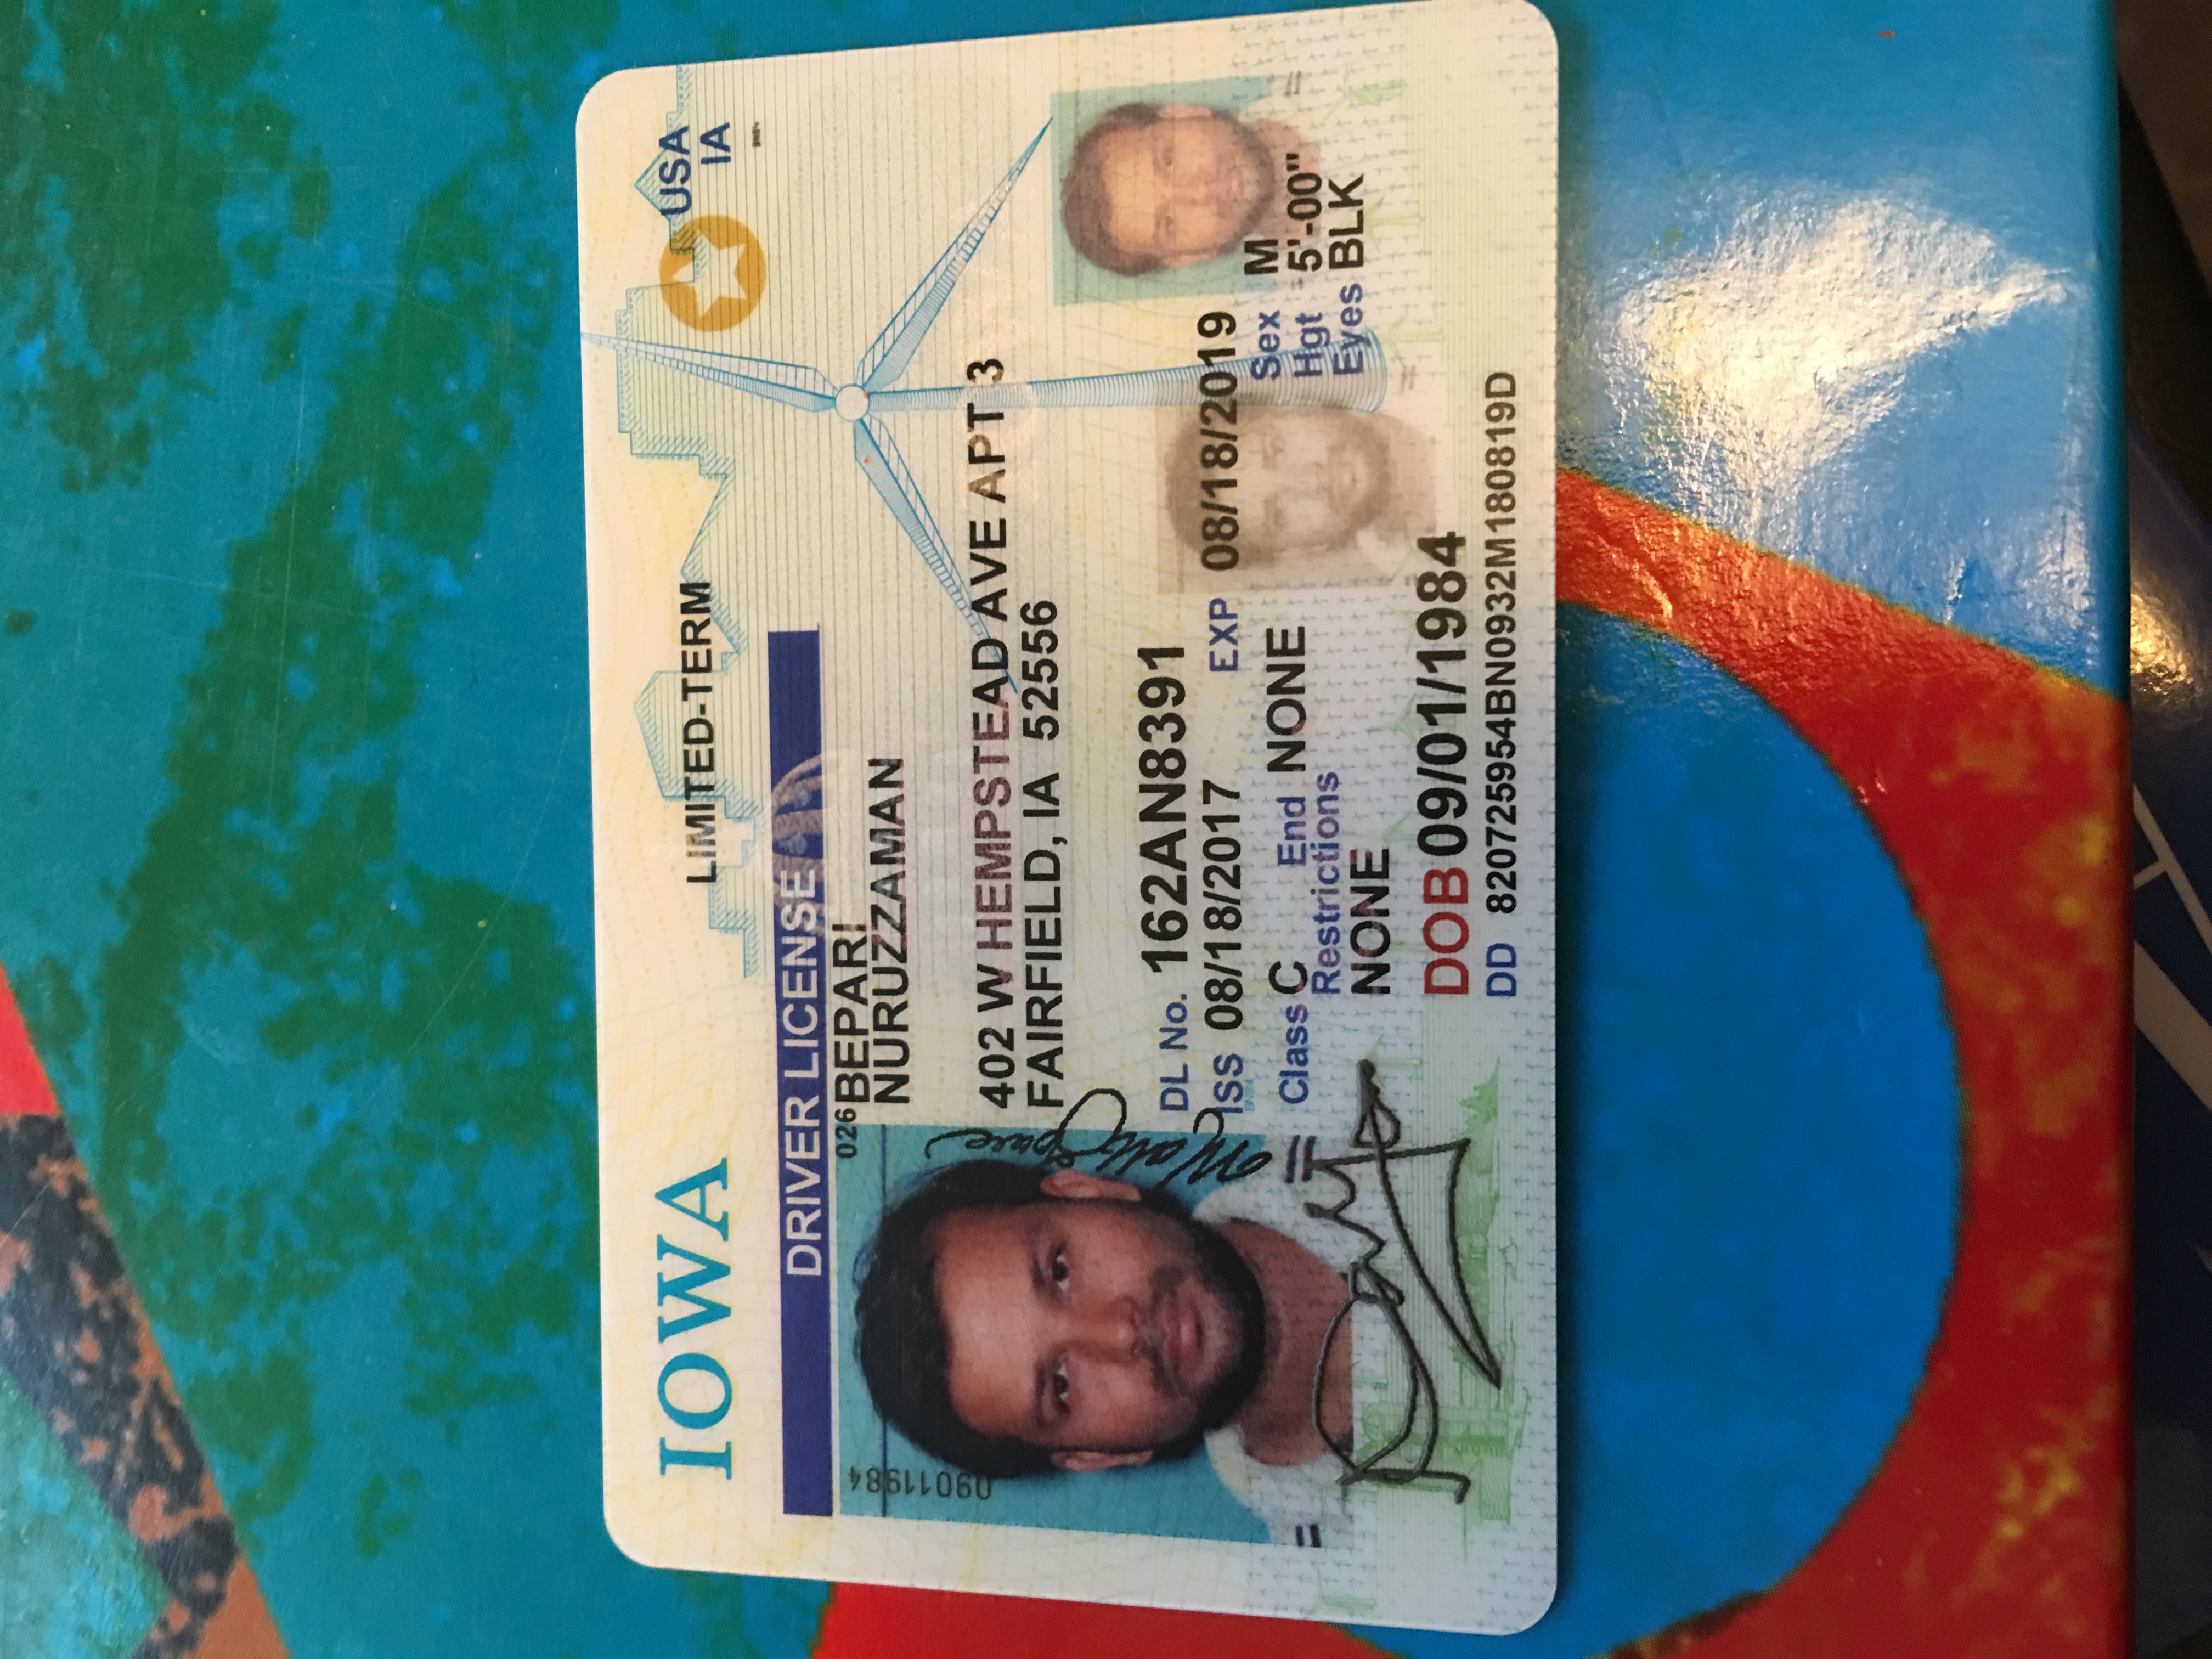 IOWA
LIMITED-TERM
USA
IA
DRIVER LICENSE
026 BEPARI
NURUZZAMAN
09011984
402 W HEMPSTEAD AVE APT 3
FAIRFIELD, IA 52556
DL No. 162AN8391
ISS 08/18/2017 EXP 08/18/2019
Class C End NONE
Sex M
Restrictions
Hgt 5'-00"
NONE
Eyes BLK
DOB 09/01/1984
DD 820725954BN0932M180819D